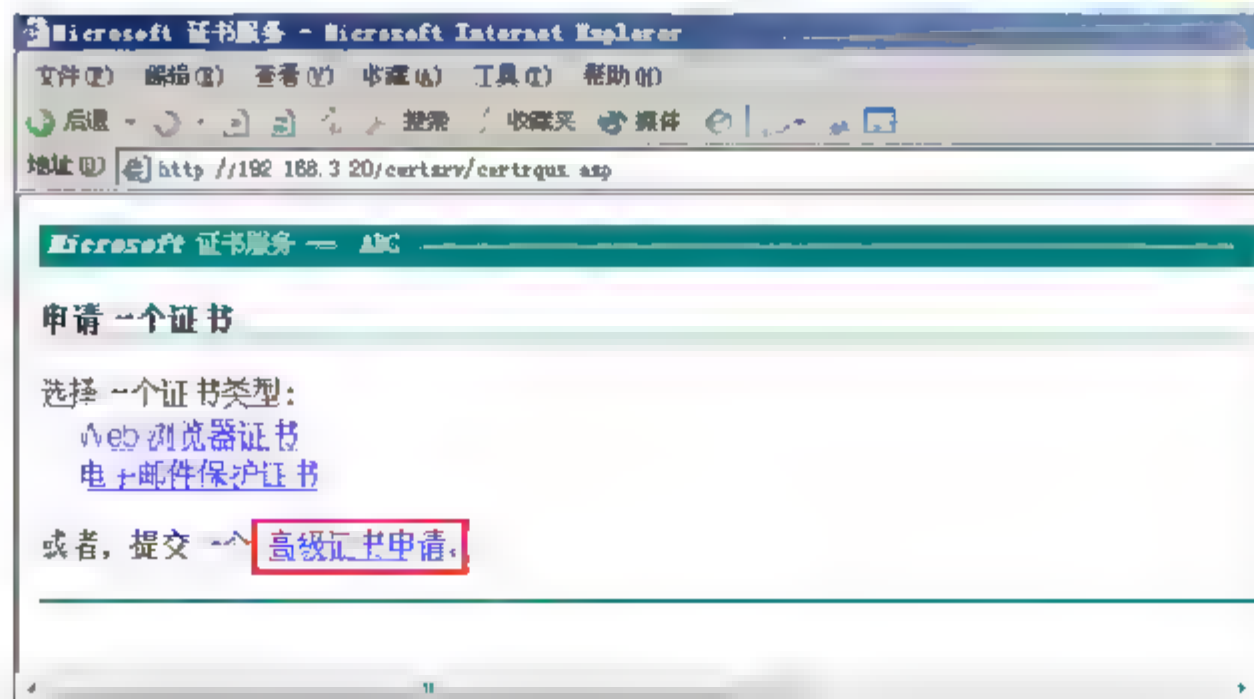 Microsoft 证书服务 - Microsoft Internet Explorer
文件(F) 编辑(E) 查看(V) 收藏(A) 工具(T) 帮助(H)
后退 搜索 收藏夹 媒体
地址(D) http://192.168.3.20/certsrv/certrqus.asp
Microsoft 证书服务 -- ABC
申请一个证书
选择一个证书类型:
Web 浏览器证书
电子邮件保护证书
或者，提交一个 高级证书申请。